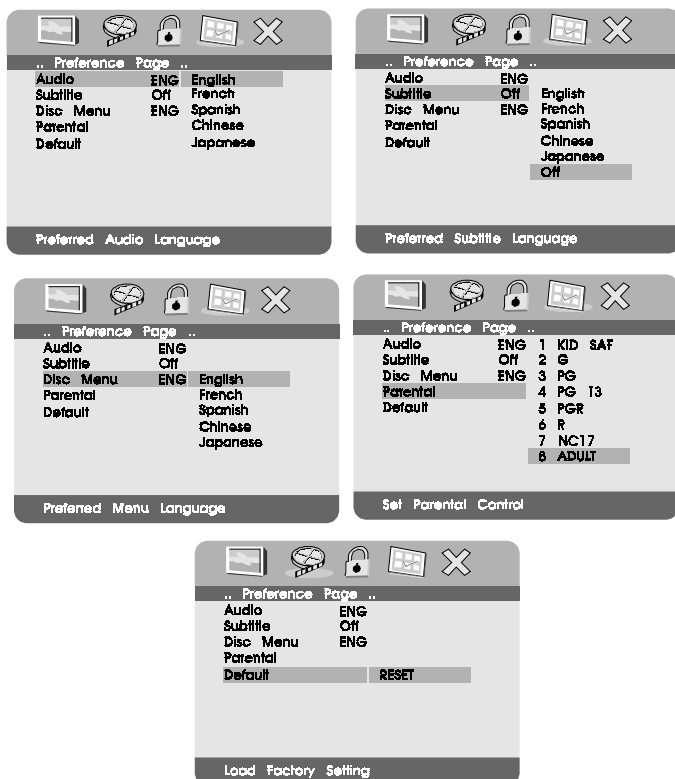 .. Preference Page ..
Audio ENG English
Subtitle Off French
Disc Menu ENG Spanish
Parental Chinese
Default Japanese
Preferred Audio Language
.. Preference Page ..
Audio ENG
Subtitle Off English
Disc Menu ENG French
Parental Spanish
Default Chinese
Japanese
Off
Preferred Subtitle Language
.. Preference Page ..
Audio ENG
Subtitle Off
Disc Menu ENG English
Parental French
Default Spanish
Chinese
Japanese
Preferred Menu Language
.. Preference Page ..
Audio ENG 1 KID SAF
Subtitle Off 2 G
Disc Menu ENG 3 PG
Parental 4 PG 13
Default 5 PGR
6 R
7 NC17
8 ADULT
Set Parental Control
.. Preference Page ..
Audio ENG
Subtitle Off
Disc Menu ENG
Parental
Default RESET
Load Factory Setting